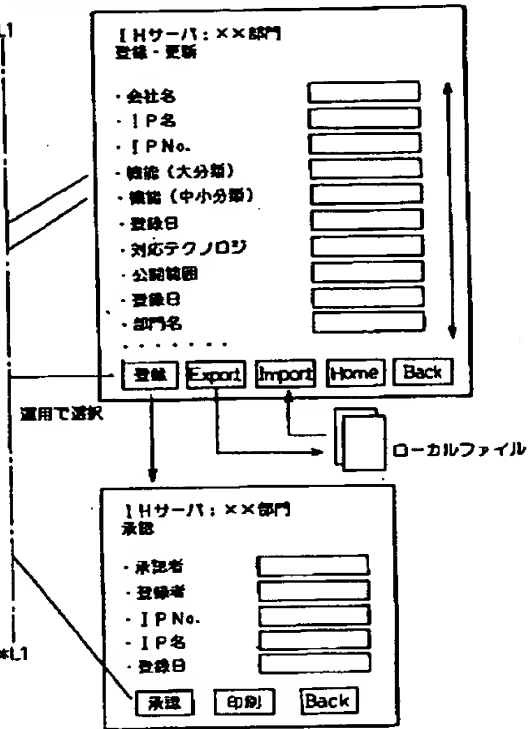 L1
IHサーバ：××部門
登録・更新
・会社名
・IP名
・IPNo.
・機能（大分類）
・機能（中小分類）
・登録日
・対応テクノロジ
・公開範囲
・登録日
・部門名
・・・・・・・
登録 Export Import Home Back
運用で選択
ローカルファイル
IHサーバ：××部門
承認
・承認者
・登録者
・IPNo.
・IP名
・登録日
*L1
承認 印刷 Back